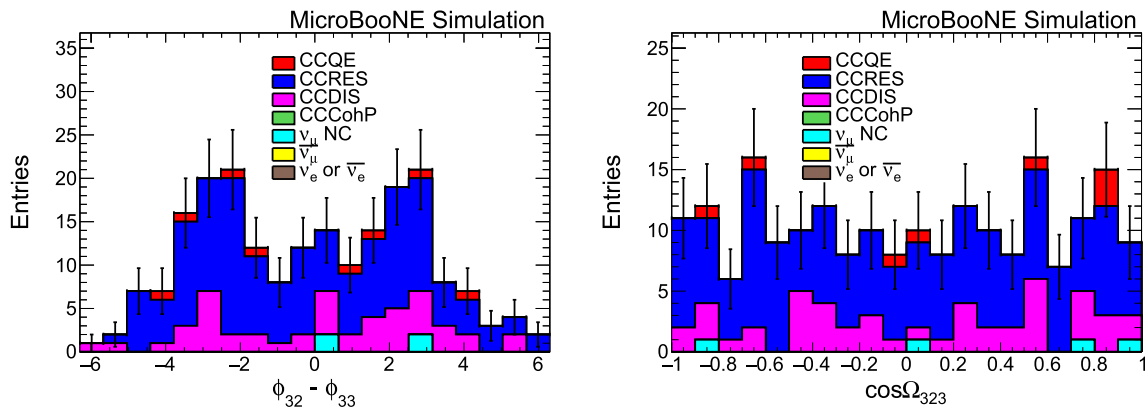 MicroBooNE Simulation
Entries
35
30
25
20
15
10
5
0
CCQE
CCRES
CCDIS
CCCohP
ν_μ NC
ν̅_μ
ν_e or ν̅_e
−6 −4 −2 0 2 4 6
ϕ_32 - ϕ_33
MicroBooNE Simulation
Entries
25
20
15
10
5
0
CCQE
CCRES
CCDIS
CCCohP
ν_μ NC
ν̅_μ
ν_e or ν̅_e
−1 −0.8 −0.6 −0.4 −0.2 0 0.2 0.4 0.6 0.8 1
cosΩ_323